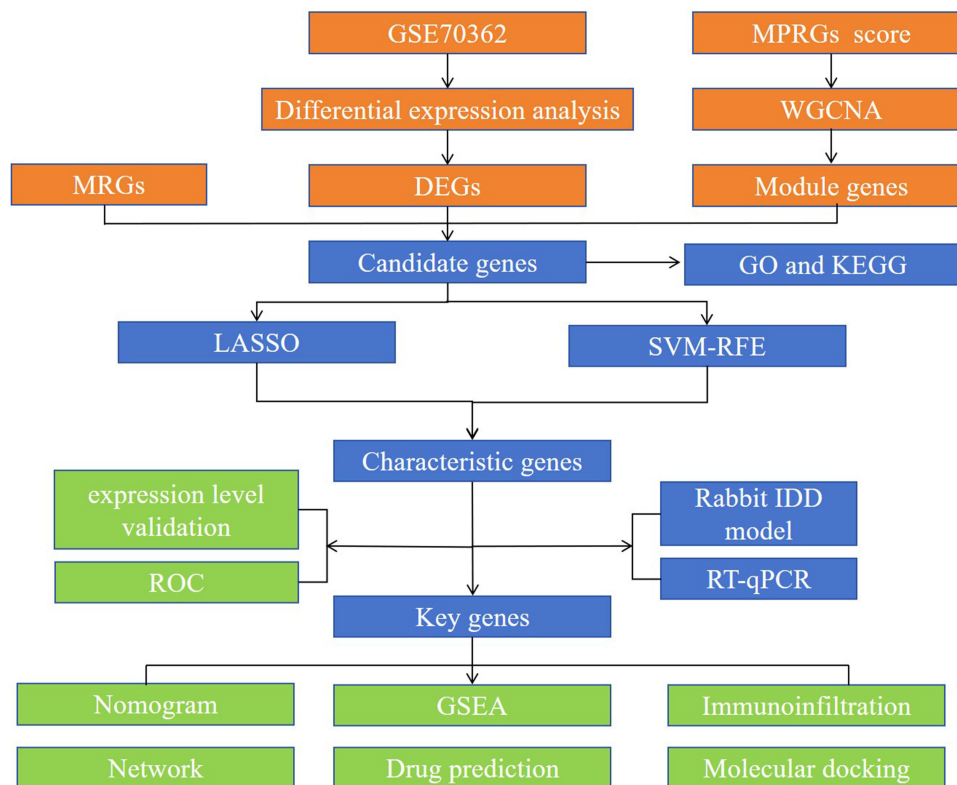 GSE70362
MPRGs score
Differential expression analysis
WGCNA
MRGs
DEGs
Module genes
Candidate genes
GO and KEGG
LASSO
SVM-RFE
Characteristic genes
expression level
validation
Rabbit IDD
model
ROC
RT-qPCR
Key genes
Nomogram
GSEA
Immunoinfiltration
Network
Drug prediction
Molecular docking